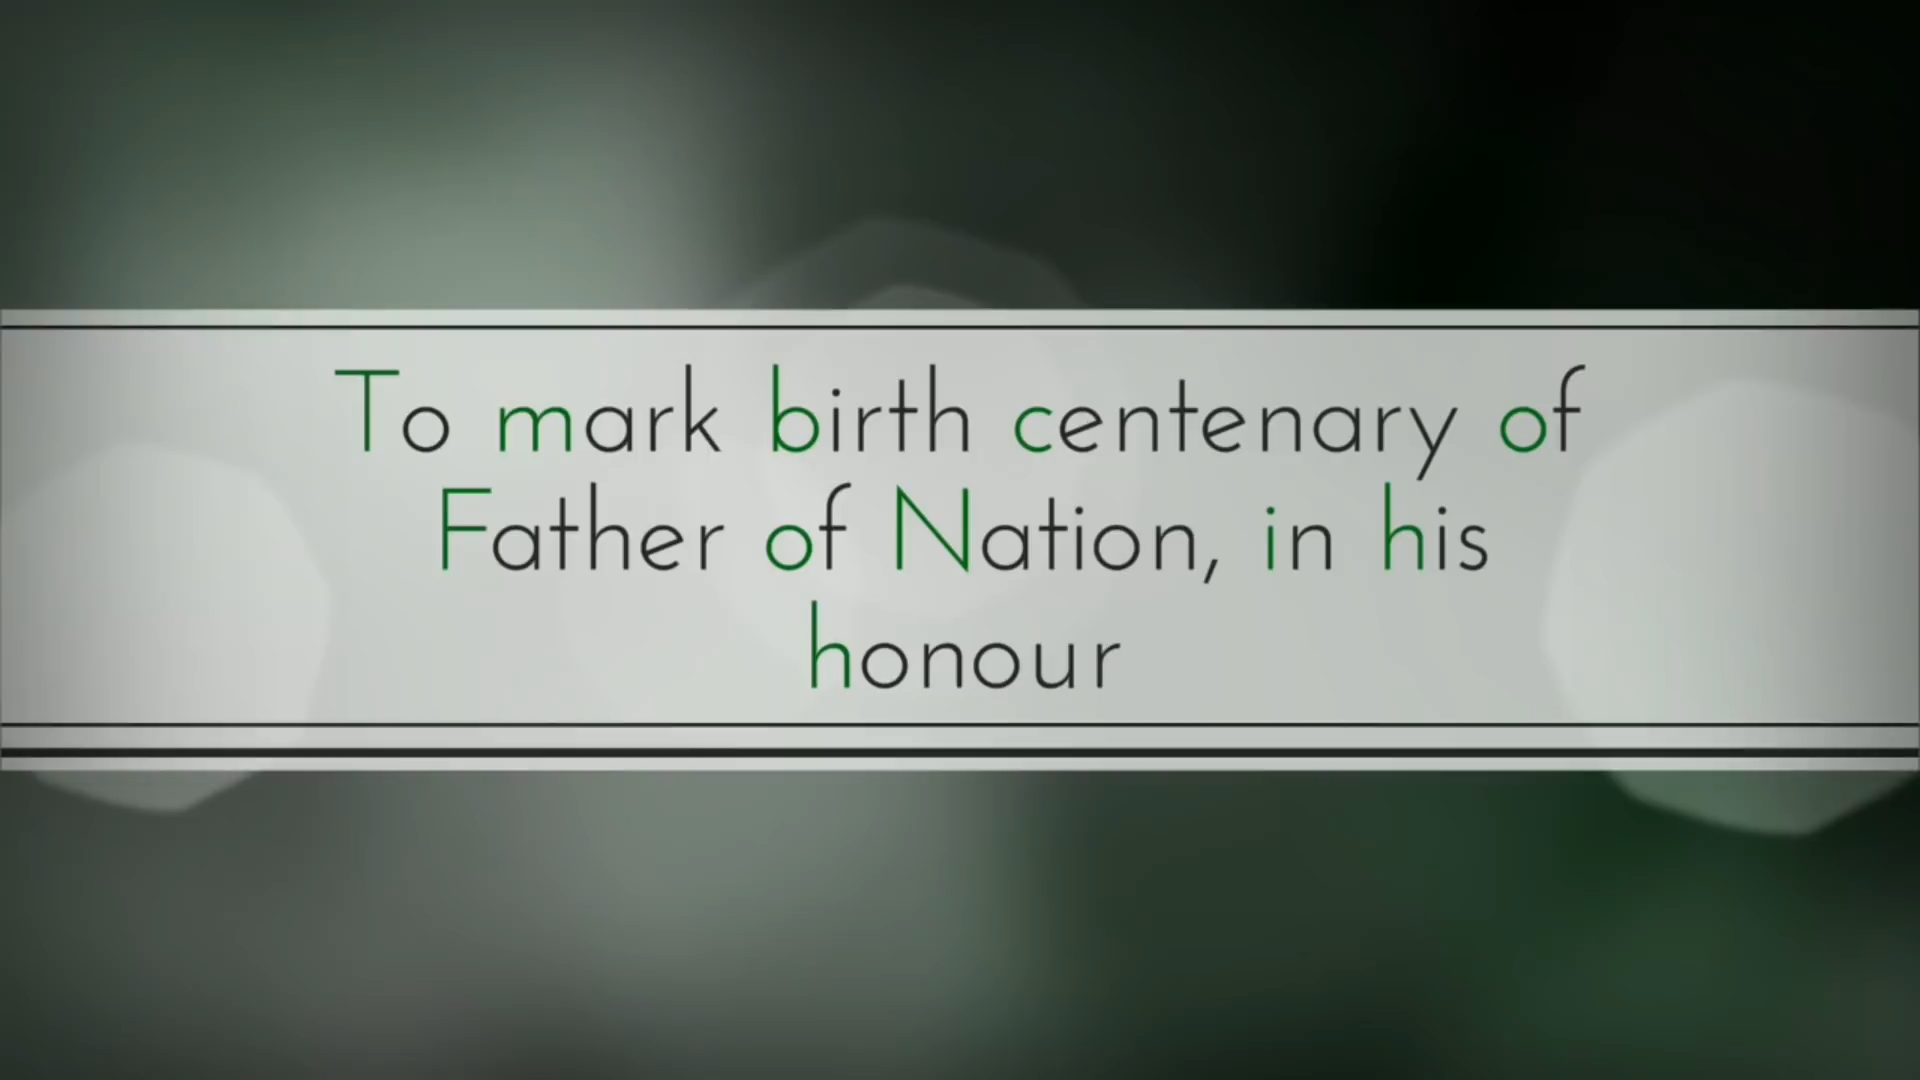 To mark birth centenary of
Father of Nation, in his
honour